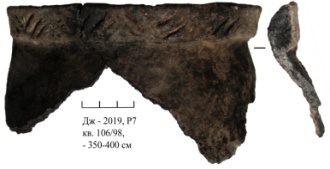 Дж - 2019, Р7
кв. 106/98,
- 350-400 см